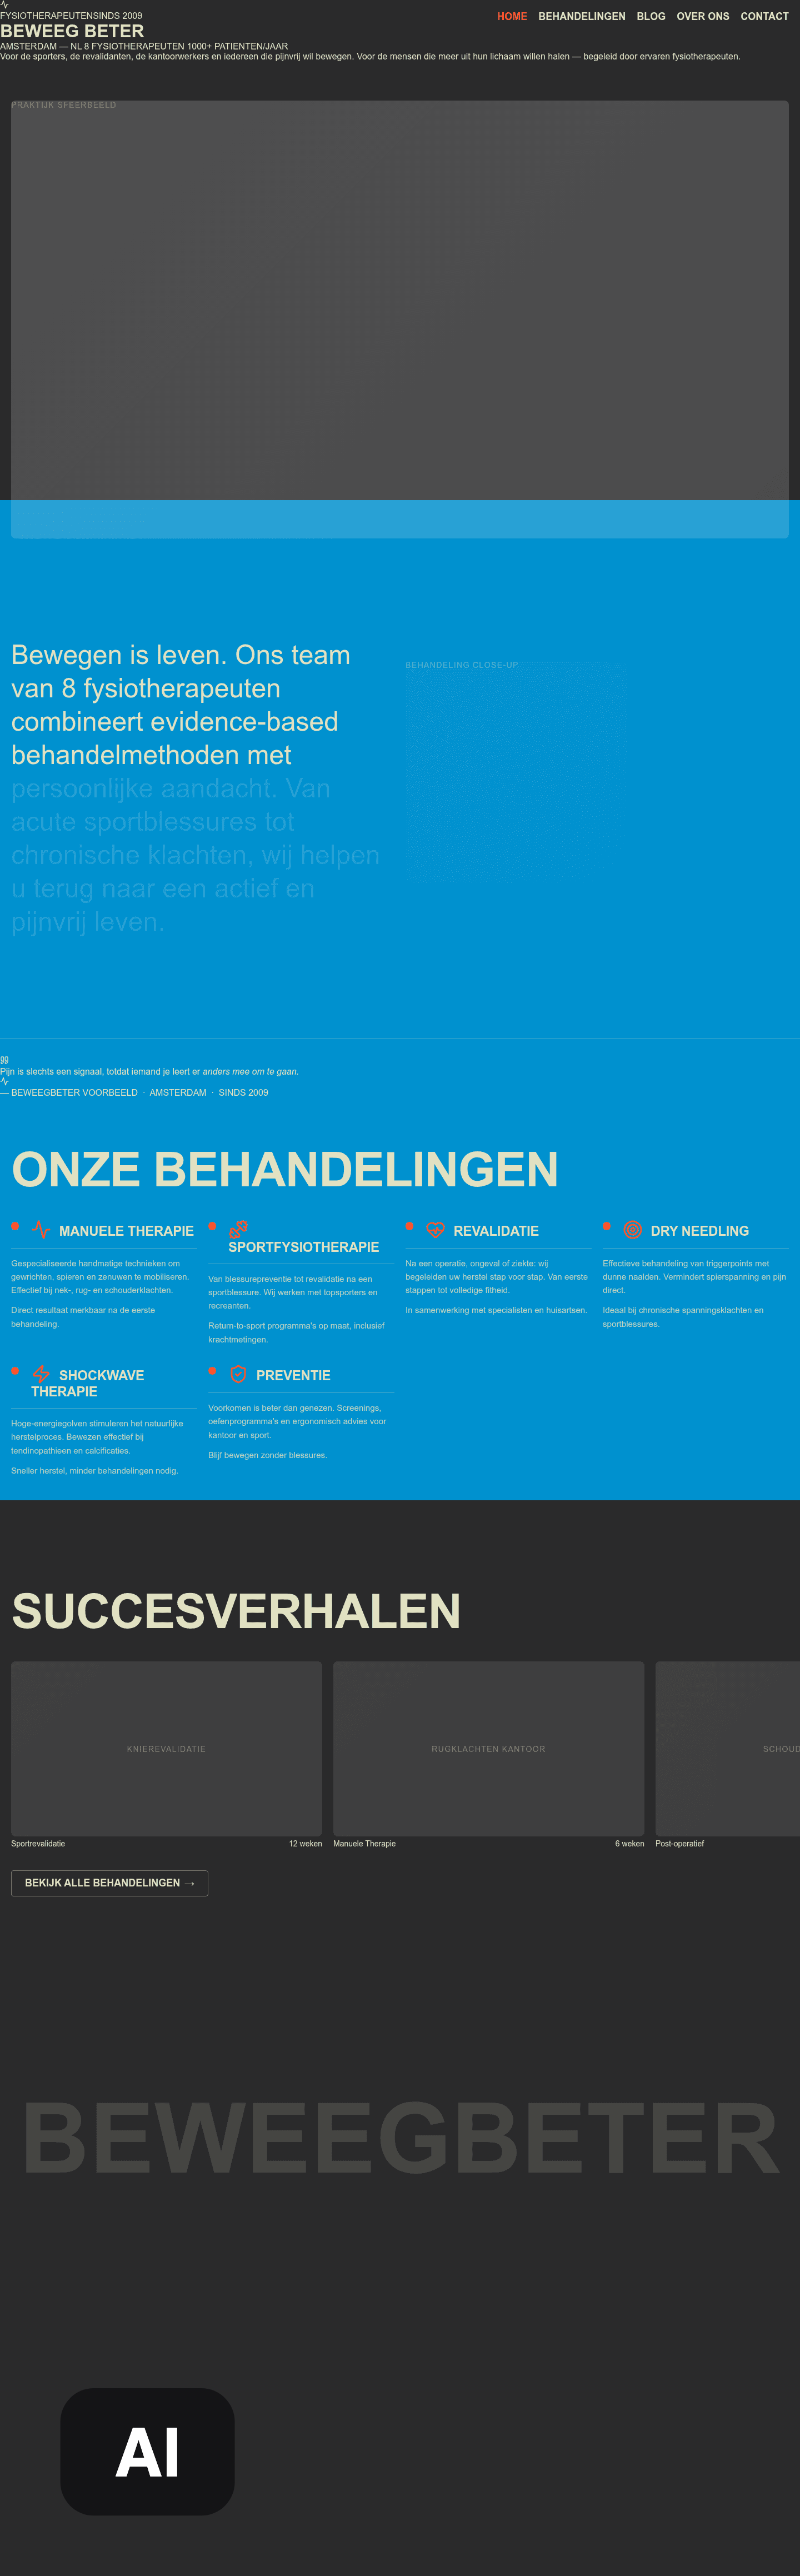 HOME BEHANDELINGEN BLOG OVER ONS CONTACT
FYSIOTHERAPEUTENSINDS 2009
BEWEEG BETER
AMSTERDAM — NL 8 FYSIOTHERAPEUTEN 1000+ PATIENTEN/JAAR
Voor de sporters, de revalidanten, de kantoorwerkers en iedereen die pijnvrij wil bewegen. Voor de mensen die meer uit hun lichaam willen halen — begeleid door ervaren fysiotherapeuten.
PRAKTIJK SFEERBEELD
Bewegen is leven. Ons team
van 8 fysiotherapeuten
combineert evidence-based
behandelmethoden met
persoonlijke aandacht. Van
acute sportblessures tot
chronische klachten, wij helpen
u terug naar een actief en
pijnvrij leven.
BEHANDELING CLOSE-UP
Pijn is slechts een signaal, totdat iemand je leert er anders mee om te gaan.
— BEWEEGBETER VOORBEELD · AMSTERDAM · SINDS 2009
ONZE BEHANDELINGEN
MANUELE THERAPIE
Gespecialiseerde handmatige technieken om
gewrichten, spieren en zenuwen te mobiliseren.
Effectief bij nek-, rug- en schouderklachten.
Direct resultaat merkbaar na de eerste
behandeling.
SPORTFYSIOTHERAPIE
Van blessurepreventie tot revalidatie na een
sportblessure. Wij werken met topsporters en
recreanten.
Return-to-sport programma's op maat, inclusief
krachtmetingen.
REVALIDATIE
Na een operatie, ongeval of ziekte: wij
begeleiden uw herstel stap voor stap. Van eerste
stappen tot volledige fitheid.
In samenwerking met specialisten en huisartsen.
DRY NEEDLING
Effectieve behandeling van triggerpoints met
dunne naalden. Vermindert spierspanning en pijn
direct.
Ideaal bij chronische spanningsklachten en
sportblessures.
SHOCKWAVE
THERAPIE
Hoge-energiegolven stimuleren het natuurlijke
herstelproces. Bewezen effectief bij
tendinopathieen en calcificaties.
Sneller herstel, minder behandelingen nodig.
PREVENTIE
Voorkomen is beter dan genezen. Screenings,
oefenprogramma's en ergonomisch advies voor
kantoor en sport.
Blijf bewegen zonder blessures.
SUCCESVERHALEN
KNIEREVALIDATIE
Sportrevalidatie 12 weken
RUGKLACHTEN KANTOOR
Manuele Therapie 6 weken
SCHOUD
Post-operatief
BEKIJK ALLE BEHANDELINGEN →
BEWEEGBETER
AI